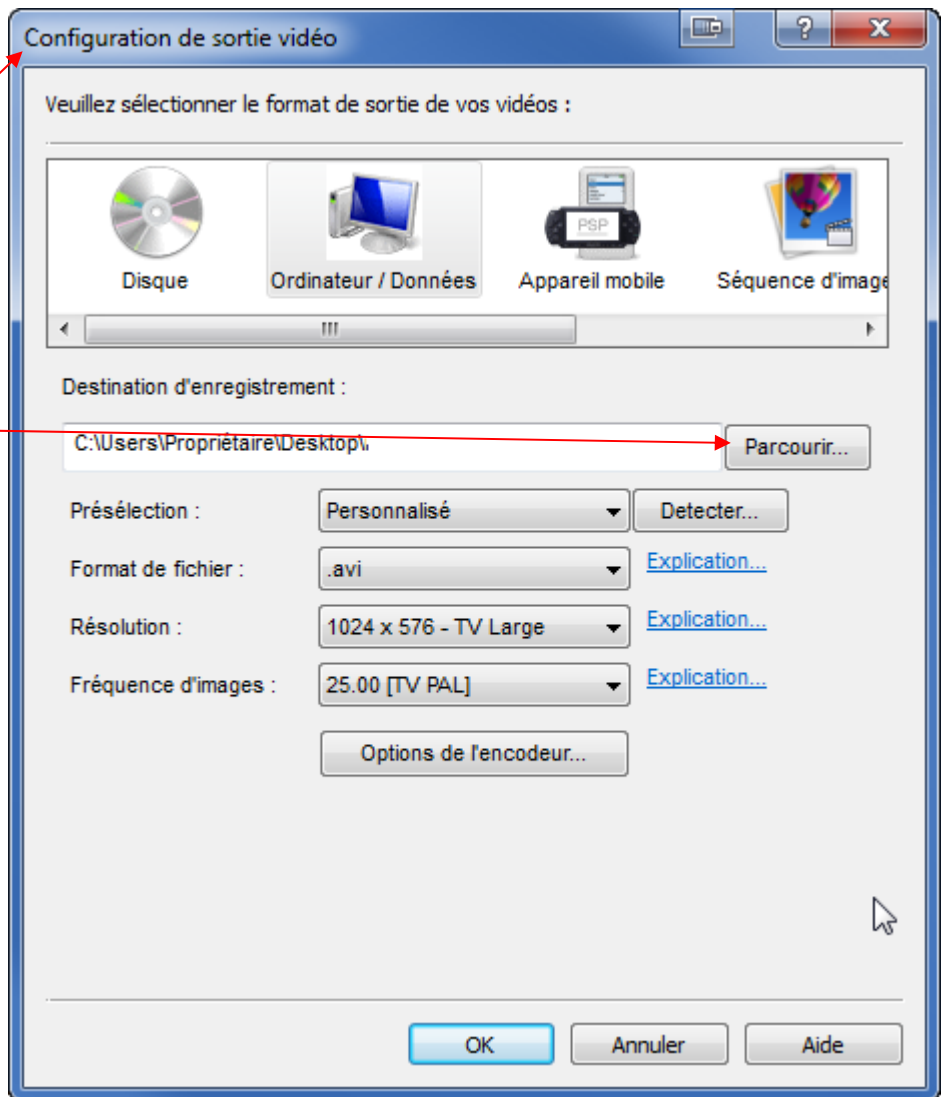 Configuration de sortie vidéo
Veuillez sélectionner le format de sortie de vos vidéos :
PSP
Disque
Ordinateur / Données
Appareil mobile
Séquence d'image
Destination d'enregistrement :
C:\Users\Propriétaire\Desktop\
Parcourir...
Présélection :
Personnalisé
Detecter...
Format de fichier :
.avi
Explication...
Résolution :
1024 x 576 - TV Large
Explication...
Fréquence d'images :
25.00 [TV PAL]
Explication...
Options de l'encodeur...
OK
Annuler
Aide